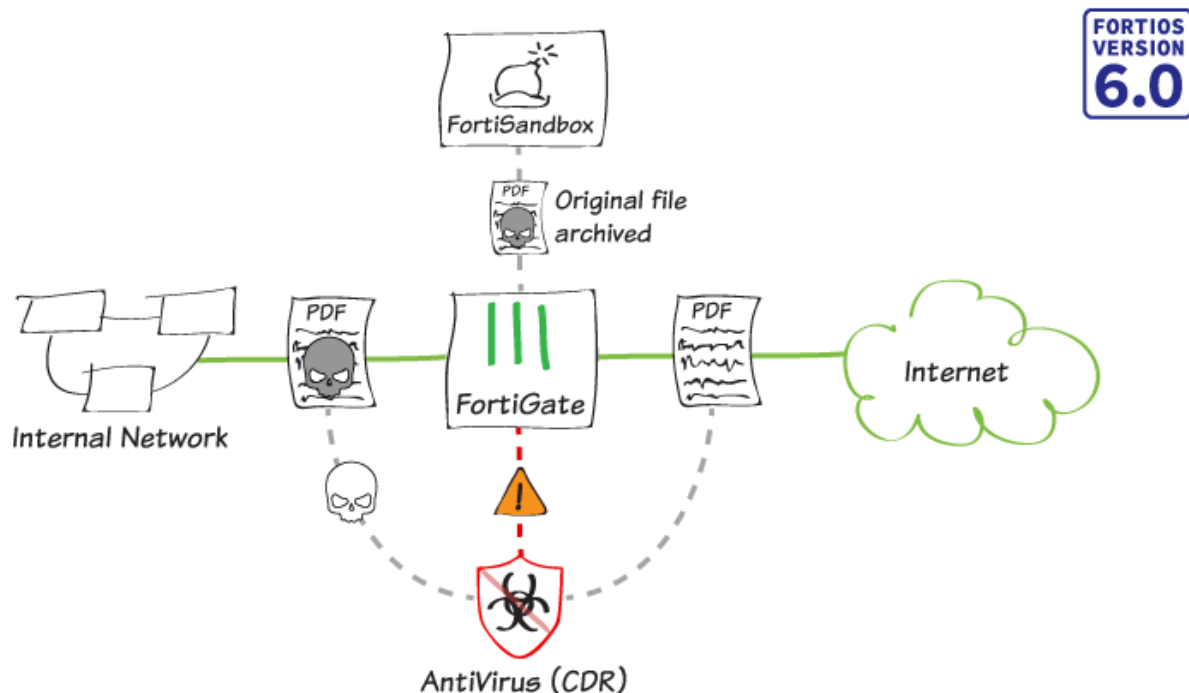 FORTIOS
VERSION
6.0
FortiSandbox
PDF
Original file
archived
PDF
PDF
FortiGate
Internet
Internal Network
AntiVirus (CDR)